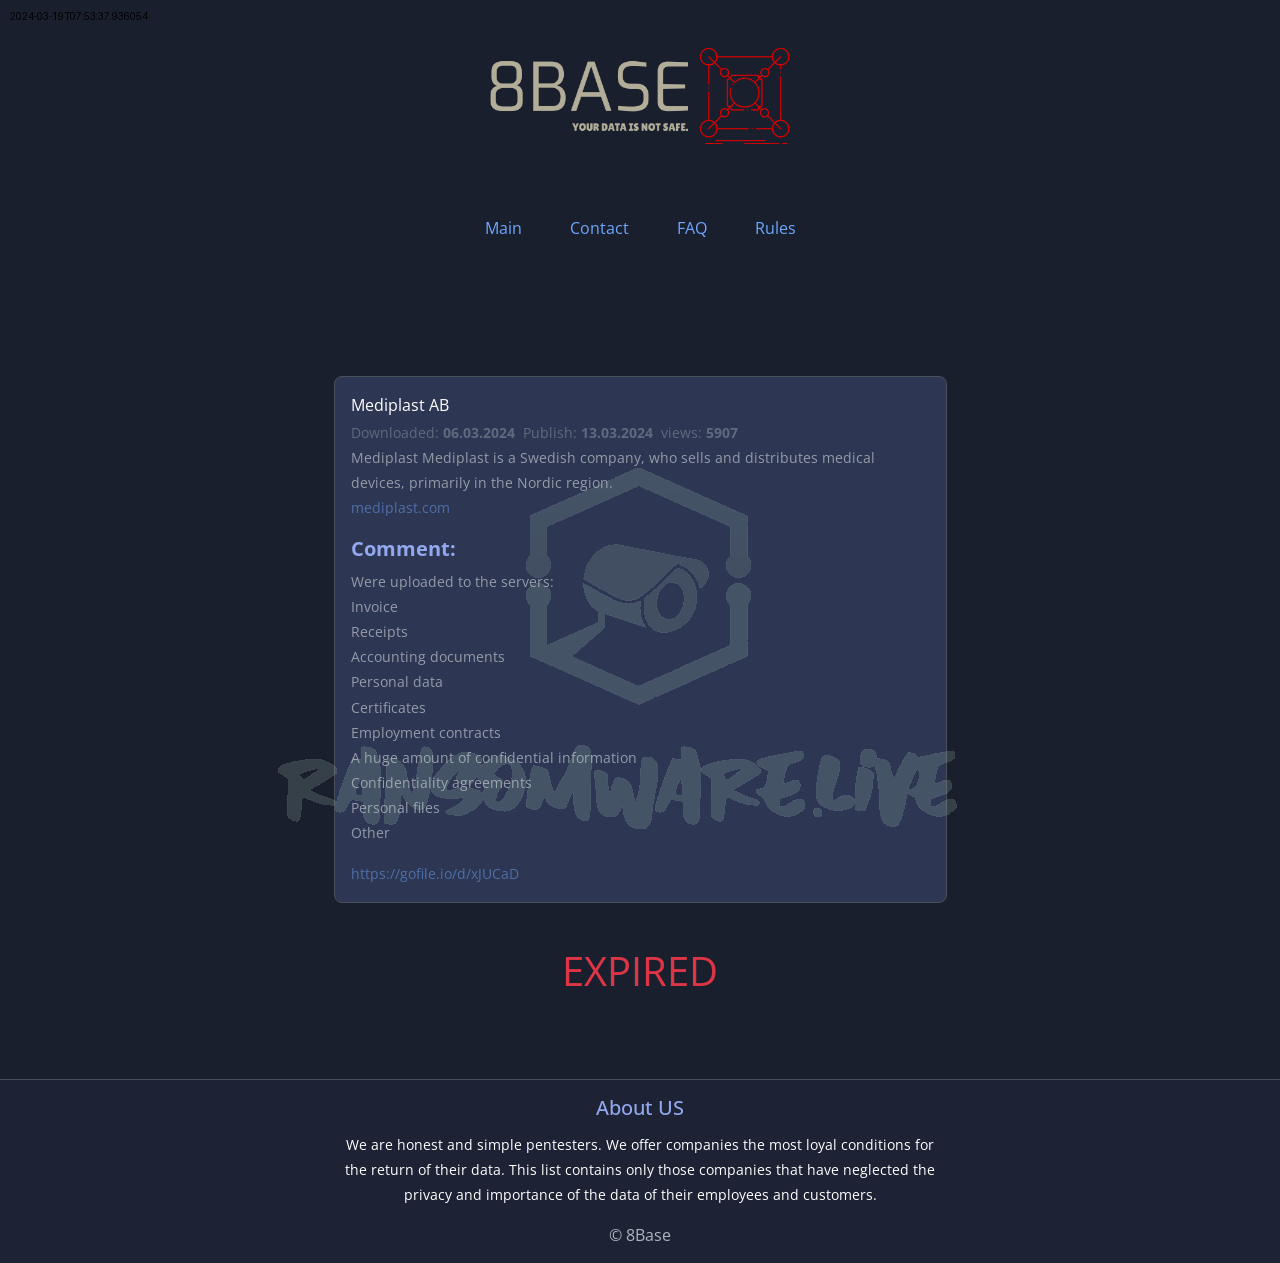 2024-03-19T07:53:37.936054
8BASE
YOUR DATA IS NOT SAFE.
Main Contact FAQ Rules
Mediplast AB
Downloaded: 06.03.2024 Publish: 13.03.2024 views: 5907
Mediplast Mediplast is a Swedish company, who sells and distributes medical
devices, primarily in the Nordic region.
mediplast.com
Comment:
Were uploaded to the servers:
Invoice
Receipts
Accounting documents
Personal data
Certificates
Employment contracts
A huge amount of confidential information
RANSOMWARE.LIVE
Confidentiality agreements
Personal files
Other
https://gofile.io/d/xJUCaD
EXPIRED
About US
We are honest and simple pentesters. We offer companies the most loyal conditions for
the return of their data. This list contains only those companies that have neglected the
privacy and importance of the data of their employees and customers.
© 8Base